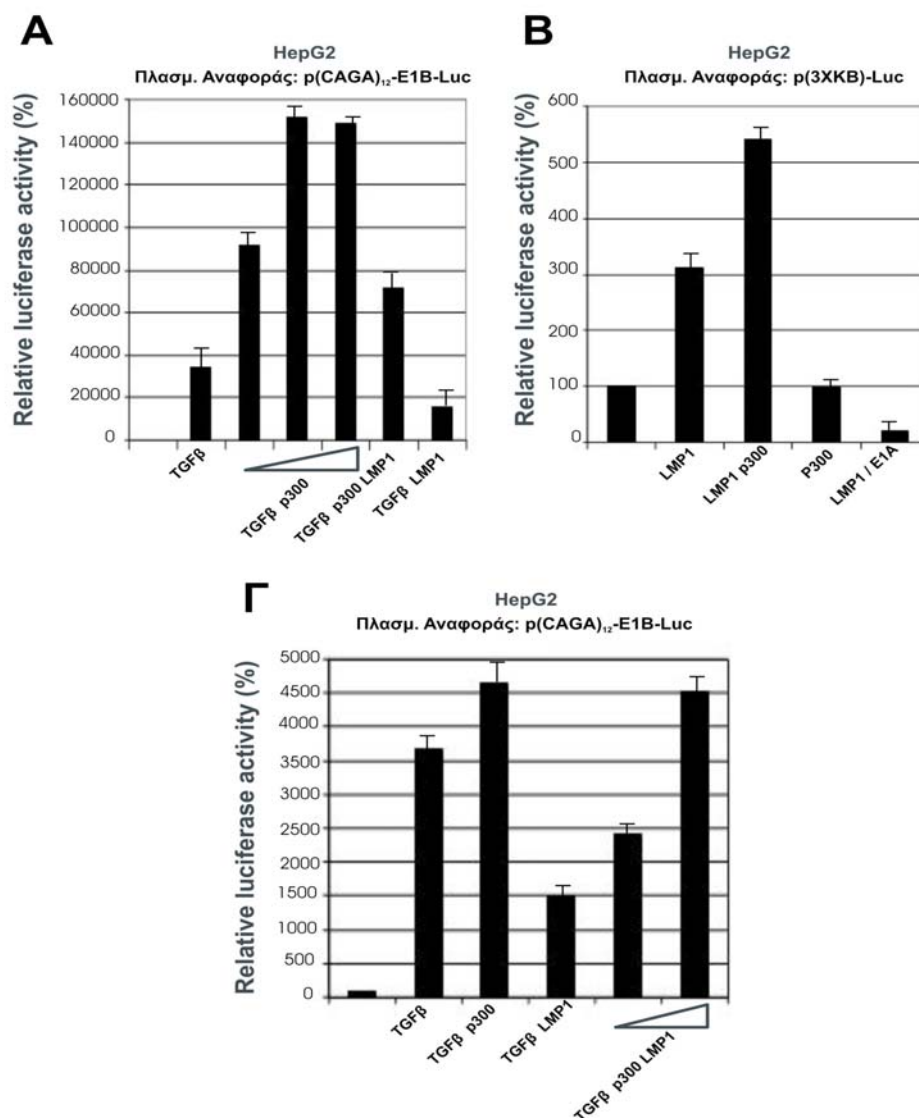 A
HepG2
Πλασμ. Αναφοράς: p(CAGA)₁₂-E1B-Luc
Relative luciferase activity (%)
160000
140000
120000
100000
80000
60000
40000
20000
0
TGFβ
TGFβ p300
TGFβ p300 LMP1
TGFβ LMP1
B
HepG2
Πλασμ. Αναφοράς: p(3XKB)-Luc
Relative luciferase activity (%)
600
500
400
300
200
100
0
LMP1
LMP1 p300
P300
LMP1 / E1A
Γ
HepG2
Πλασμ. Αναφοράς: p(CAGA)₁₂-E1B-Luc
Relative luciferase activity (%)
5000
4500
4000
3500
3000
2500
2000
1500
1000
500
0
TGFβ
TGFβ p300
TGFβ LMP1
TGFβ p300 LMP1